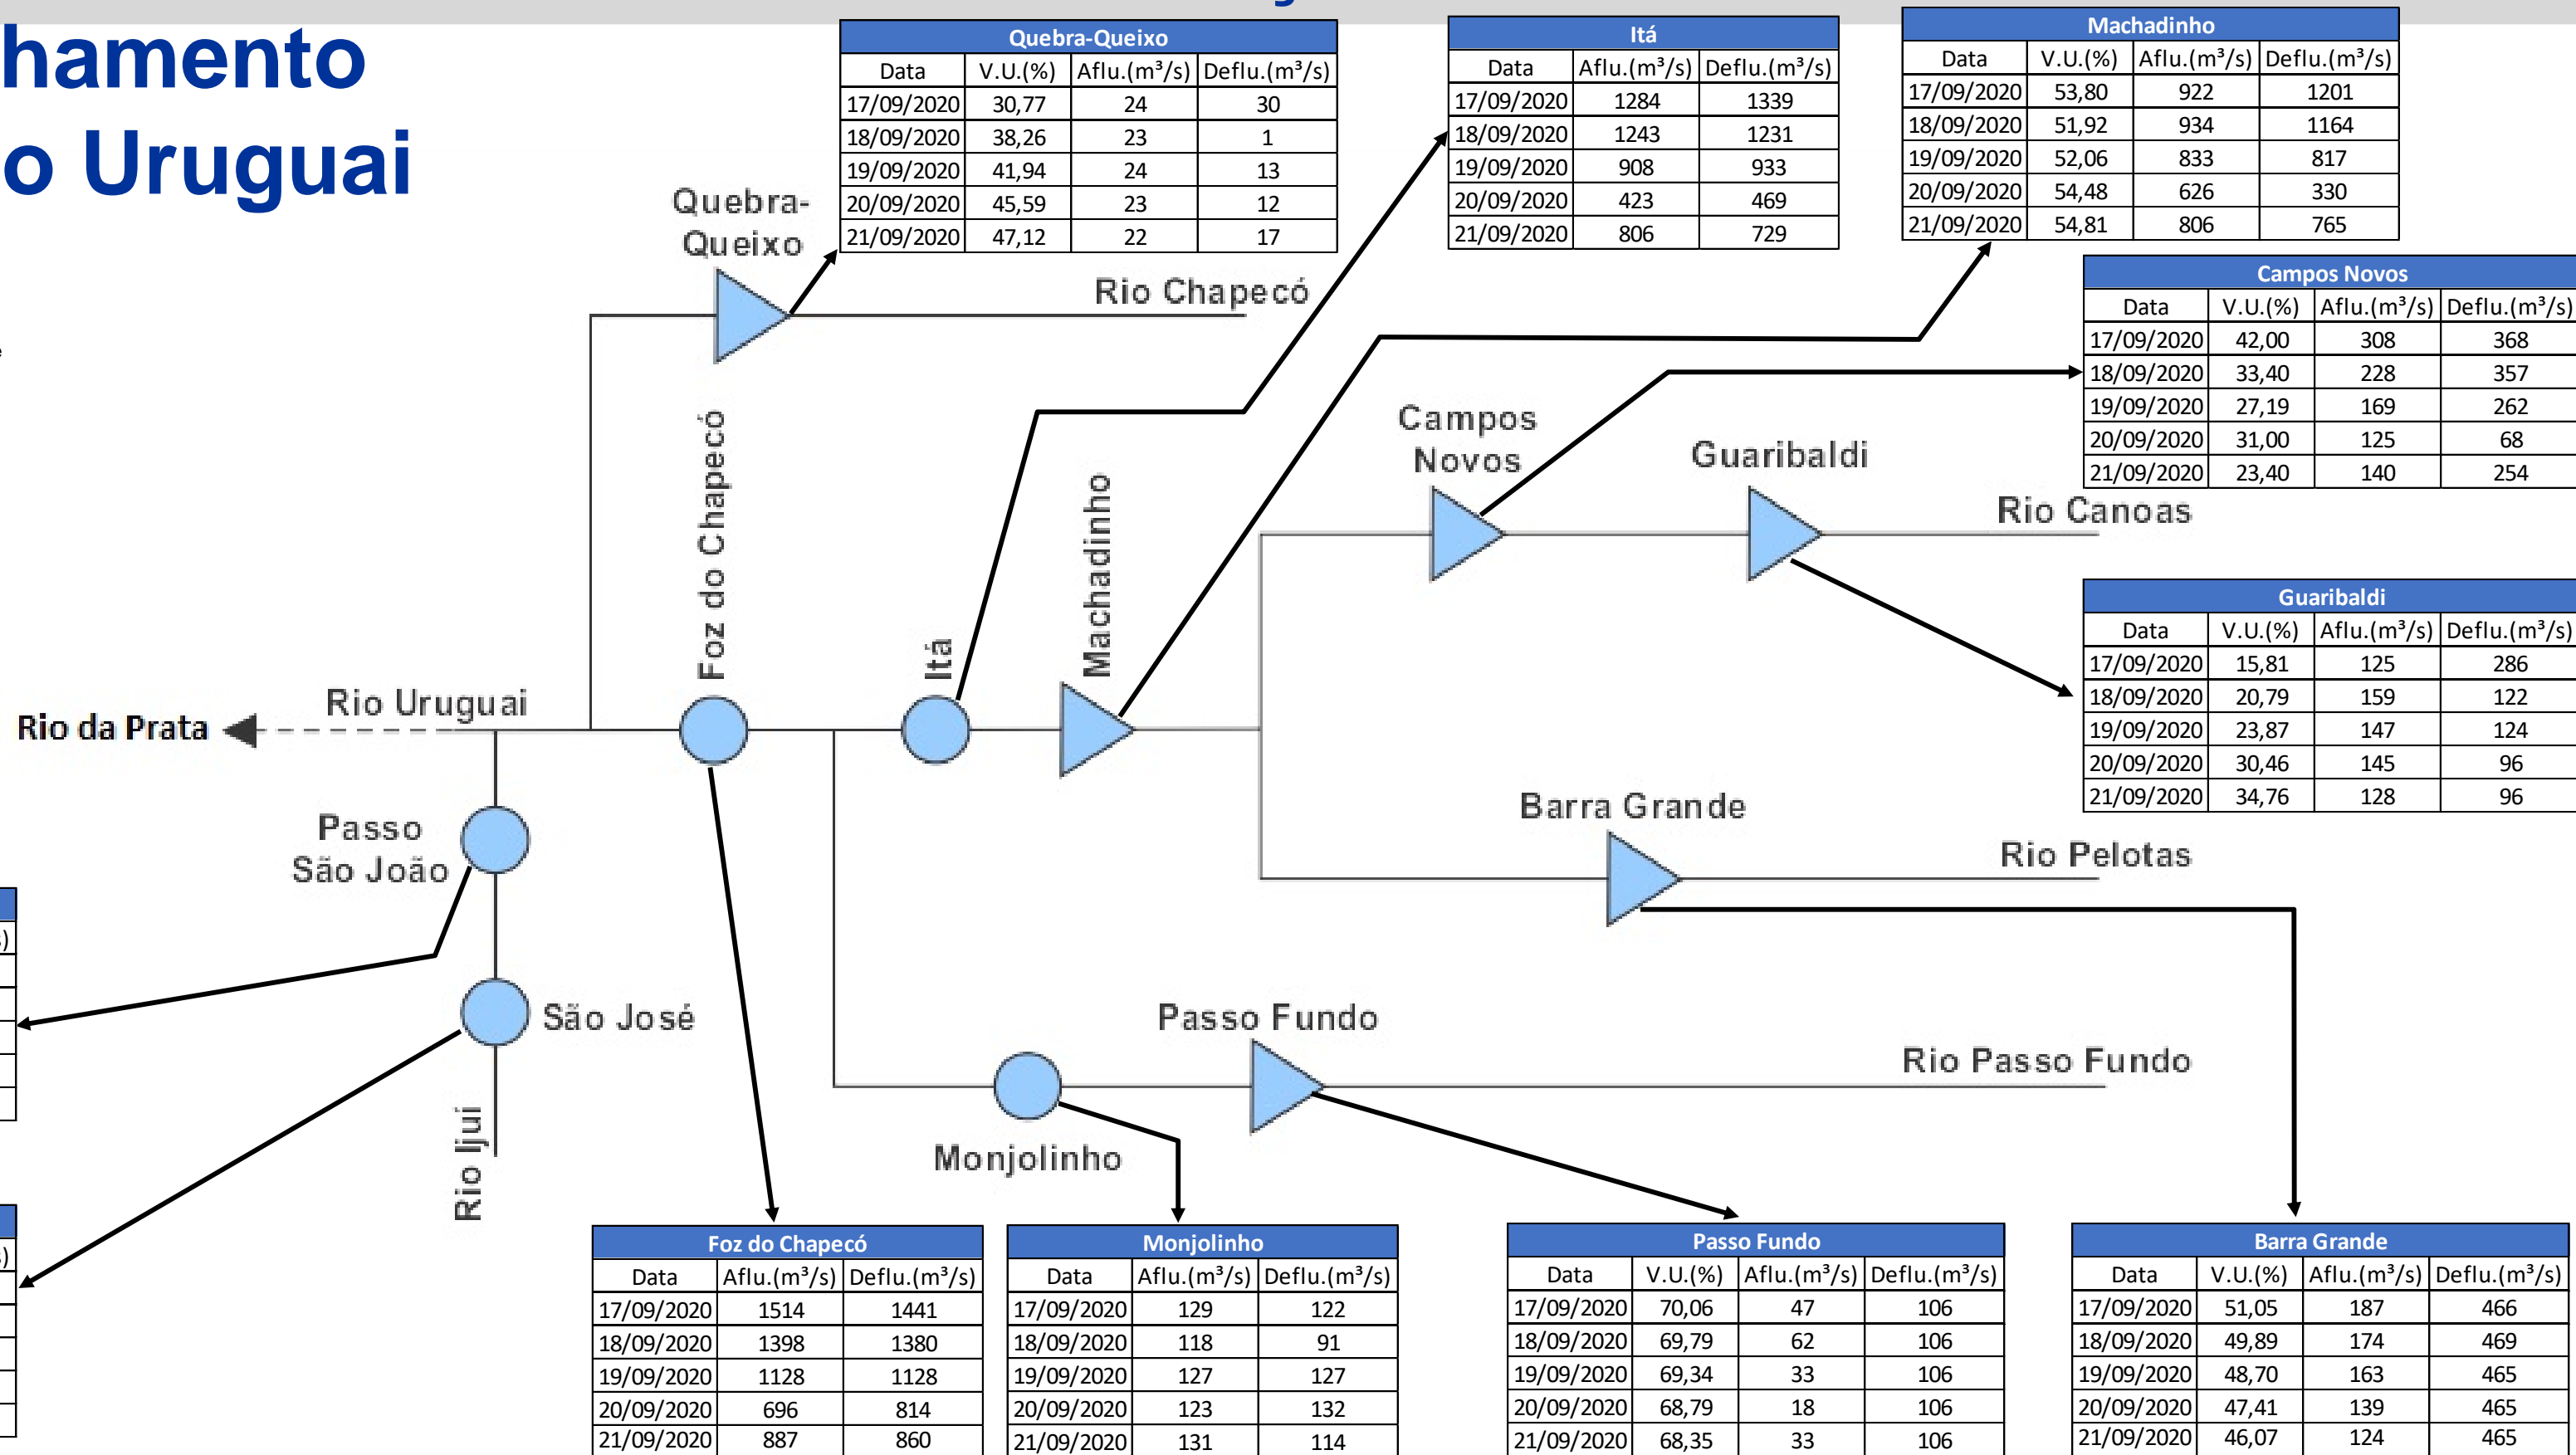 hamento
o Uruguai
Quebra-Queixo
Data V.U.(%) Aflu.(m³/s) Deflu.(m³/s)
17/09/2020 30,77 24 30
18/09/2020 38,26 23 1
19/09/2020 41,94 24 13
20/09/2020 45,59 23 12
21/09/2020 47,12 22 17
Itá
Data Aflu.(m³/s) Deflu.(m³/s)
17/09/2020 1284 1339
18/09/2020 1243 1231
19/09/2020 908 933
20/09/2020 423 469
21/09/2020 806 729
Machadinho
Data V.U.(%) Aflu.(m³/s) Deflu.(m³/s)
17/09/2020 53,80 922 1201
18/09/2020 51,92 934 1164
19/09/2020 52,06 833 817
20/09/2020 54,48 626 330
21/09/2020 54,81 806 765
Campos Novos
Data V.U.(%) Aflu.(m³/s) Deflu.(m³/s)
17/09/2020 42,00 308 368
18/09/2020 33,40 228 357
19/09/2020 27,19 169 262
20/09/2020 31,00 125 68
21/09/2020 23,40 140 254
Quebra-
Queixo
Rio Chapecó
Foz do Chapecó
Itá
Machadinho
Campos
Novos
Guaribaldi
Rio Canoas
Guaribaldi
Data V.U.(%) Aflu.(m³/s) Deflu.(m³/s)
17/09/2020 15,81 125 286
18/09/2020 20,79 159 122
19/09/2020 23,87 147 124
20/09/2020 30,46 145 96
21/09/2020 34,76 128 96
Rio Uruguai
Rio da Prata
Passo
São João
Barra Grande
Rio Pelotas
São José
Passo Fundo
Rio Passo Fundo
Monjolinho
Rio Ijui
Foz do Chapecó
Data Aflu.(m³/s) Deflu.(m³/s)
17/09/2020 1514 1441
18/09/2020 1398 1380
19/09/2020 1128 1128
20/09/2020 696 814
21/09/2020 887 860
Monjolinho
Data Aflu.(m³/s) Deflu.(m³/s)
17/09/2020 129 122
18/09/2020 118 91
19/09/2020 127 127
20/09/2020 123 132
21/09/2020 131 114
Passo Fundo
Data V.U.(%) Aflu.(m³/s) Deflu.(m³/s)
17/09/2020 70,06 47 106
18/09/2020 69,79 62 106
19/09/2020 69,34 33 106
20/09/2020 68,79 18 106
21/09/2020 68,35 33 106
Barra Grande
Data V.U.(%) Aflu.(m³/s) Deflu.(m³/s)
17/09/2020 51,05 187 466
18/09/2020 49,89 174 469
19/09/2020 48,70 163 465
20/09/2020 47,41 139 465
21/09/2020 46,07 124 465